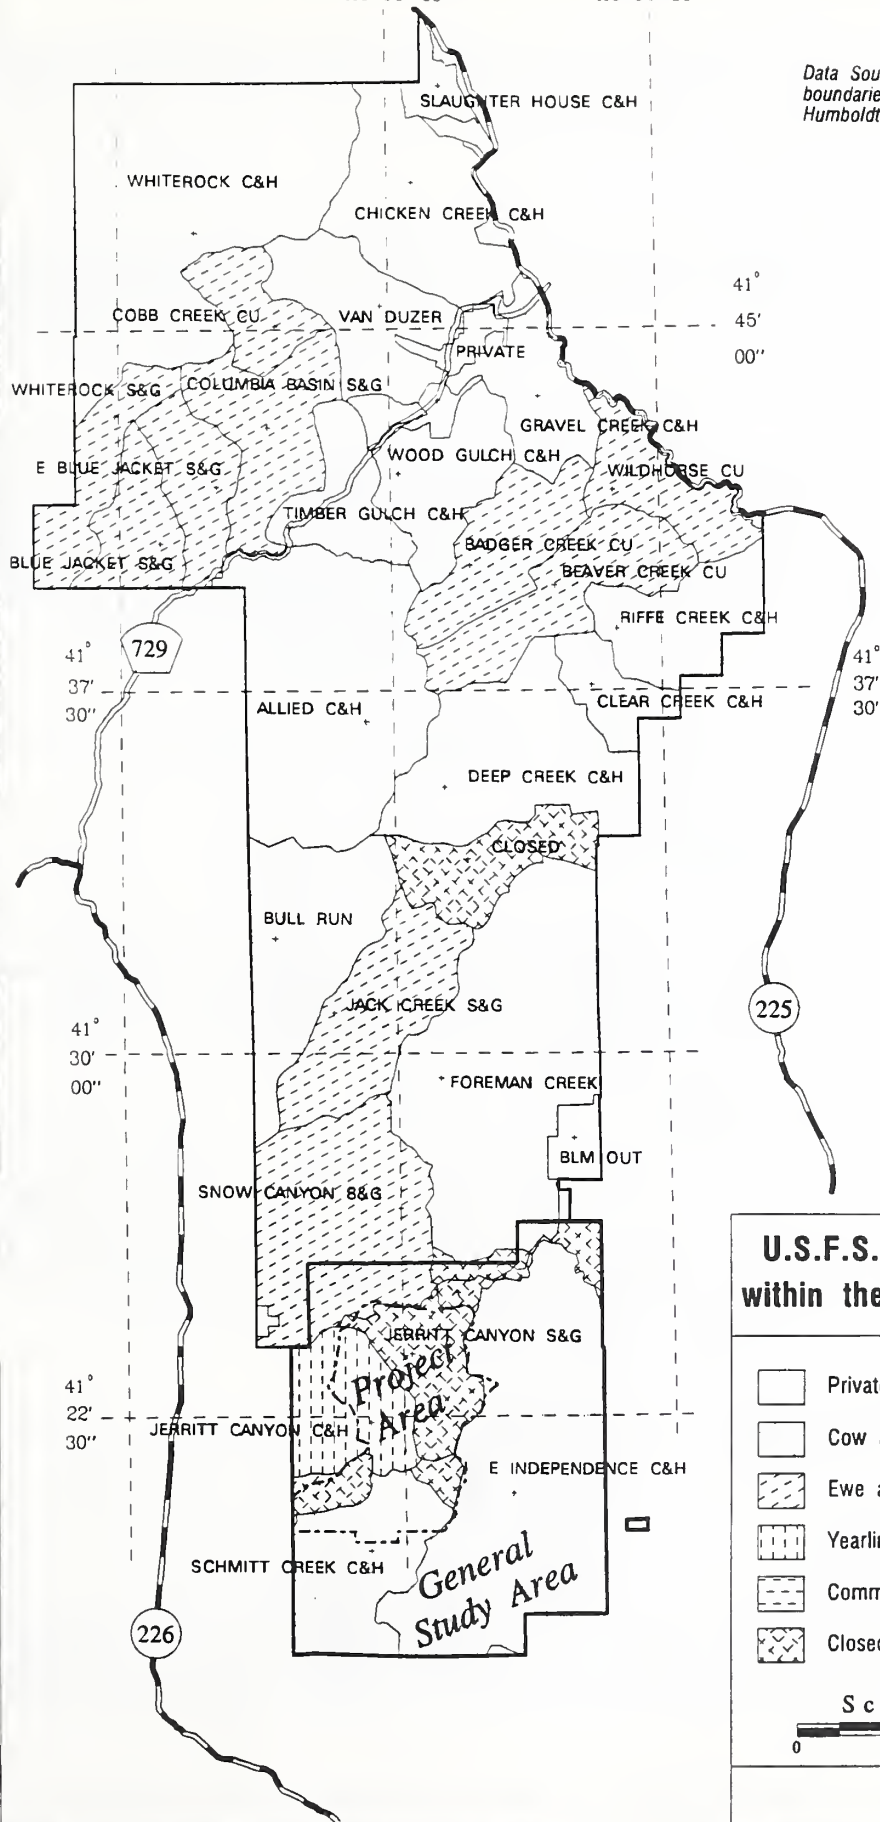 Data Sou
boundarie
Humboldt
SLAUGHTER HOUSE C&H
WHITEROCK C&H
CHICKEN CREEK C&H
41°
45'
00"
COBB CREEK CU
VAN DUZER
PRIVATE
WHITEROCK S&G
COLUMBIA BASIN S&G
GRAVEL CREEK C&H
WOOD GULCH C&H
E BLUE JACKET S&G
WILDHORSE CU
TIMBER GULCH C&H
BADGER CREEK CU
BLUE JACKET S&G
BEAVER CREEK CU
RIFFE CREEK C&H
729
41°
37'
30"
41°
37'
30"
ALLIED C&H
CLEAR CREEK C&H
DEEP CREEK C&H
CLOSED
BULL RUN
JACK CREEK S&G
225
41°
30'
00"
FOREMAN CREEK
BLM OUT
SNOW CANYON S&G
JERRITT CANYON S&G
Project
Area
41°
22'
30"
JERRITT CANYON C&H
E INDEPENDENCE C&H
SCHMITT CREEK C&H
General
Study Area
226
U.S.F.S.
within the
Private
Cow
Ewe a
Yearlin
Comm
Closed
Sc
0